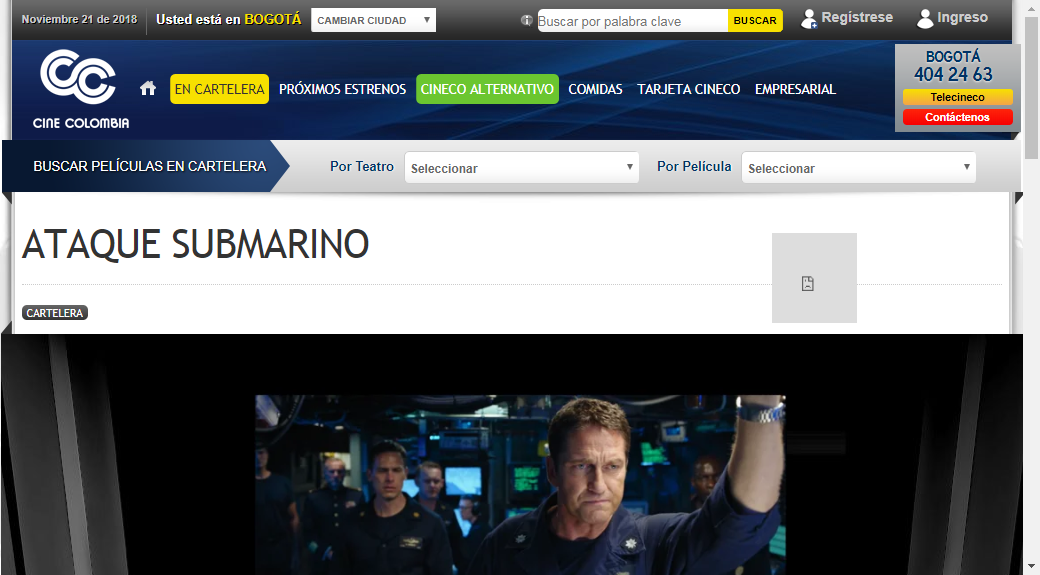 Noviembre 21 de 2018 Usted está en BOGOTÁ CAMBIAR CIUDAD Buscar por palabra clave BUSCAR Regístrese Ingreso
CINE COLOMBIA
EN CARTELERA PRÓXIMOS ESTRENOS CINECO ALTERNATIVO COMIDAS TARJETA CINECO EMPRESARIAL
BOGOTÁ
404 24 63
Telecineco
Contáctenos
BUSCAR PELÍCULAS EN CARTELERA Por Teatro Seleccionar Por Película Seleccionar
ATAQUE SUBMARINO
CARTELERA